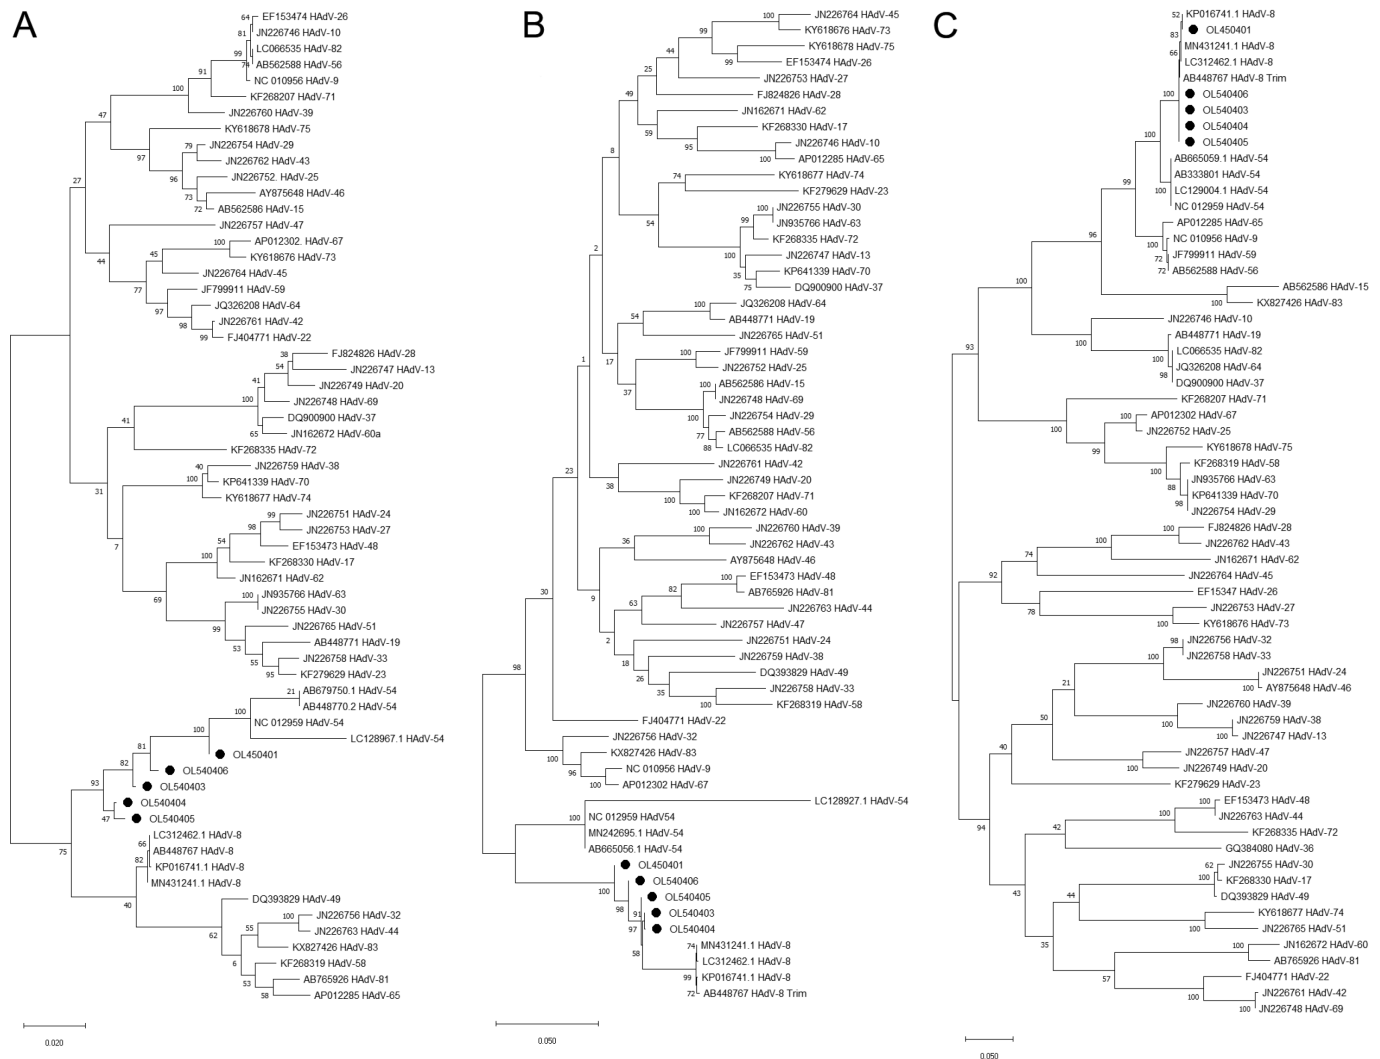 A
64
EF153474 HAdV-26
81
JN226746 HAdV-10
99
LC066535 HAdV-82
74
AB562588 HAdV-56
91
NC 010956 HAdV-9
100
KF268207 HAdV-71
47
JN226760 HAdV-39
KY618678 HAdV-75
97
79
JN226754 HAdV-29
JN226762 HAdV-43
96
JN226752. HAdV-25
73
AY875648 HAdV-46
72
AB562586 HAdV-15
27
JN226757 HAdV-47
44
100
AP012302. HAdV-67
45
KY618676 HAdV-73
JN226764 HAdV-45
77
JF799911 HAdV-59
97
JQ326208 HAdV-64
98
JN226761 HAdV-42
99
FJ404771 HAdV-22
38
FJ824826 HAdV-28
54
JN226747 HAdV-13
41
JN226749 HAdV-20
100
JN226748 HAdV-69
DQ900900 HAdV-37
65
JN162672 HAdV-60a
41
KF268335 HAdV-72
31
40
JN226759 HAdV-38
100
KP641339 HAdV-70
KY618677 HAdV-74
7
99
JN226751 HAdV-24
98
JN226753 HAdV-27
54
EF153473 HAdV-48
100
KF268330 HAdV-17
JN162671 HAdV-62
69
100
JN935766 HAdV-63
JN226755 HAdV-30
99
JN226765 HAdV-51
53
AB448771 HAdV-19
55
JN226758 HAdV-33
95
KF279629 HAdV-23
21
AB679750.1 HAdV-54
AB448770.2 HAdV-54
100
NC 012959 HAdV-54
100
LC128967.1 HAdV-54
81
OL450401
82
OL540406
93
OL540403
OL540404
47
OL540405
75
LC312462.1 HAdV-8
66
AB448767 HAdV-8
82
KP016741.1 HAdV-8
MN431241.1 HAdV-8
40
DQ393829 HAdV-49
62
100
JN226756 HAdV-32
55
JN226763 HAdV-44
KX827426 HAdV-83
6
KF268319 HAdV-58
53
AB765926 HAdV-81
58
AP012285 HAdV-65
0.020
B
100
JN226764 HAdV-45
99
KY618676 HAdV-73
44
KY618678 HAdV-75
99
EF153474 HAdV-26
25
JN226753 HAdV-27
49
FJ824826 HAdV-28
JN162671 HAdV-62
59
KF268330 HAdV-17
95
JN226746 HAdV-10
100
AP012285 HAdV-65
8
74
KY618677 HAdV-74
KF279629 HAdV-23
54
100
JN226755 HAdV-30
99
JN935766 HAdV-63
KF268335 HAdV-72
100
JN226747 HAdV-13
35
KP641339 HAdV-70
75
DQ900900 HAdV-37
2
100
JQ326208 HAdV-64
54
AB448771 HAdV-19
JN226765 HAdV-51
17
100
JF799911 HAdV-59
JN226752 HAdV-25
37
100
AB562586 HAdV-15
JN226748 HAdV-69
100
JN226754 HAdV-29
77
AB562588 HAdV-56
88
LC066535 HAdV-82
1
JN226761 HAdV-42
38
JN226749 HAdV-20
100
KF268207 HAdV-71
100
JN162672 HAdV-60
23
100
JN226760 HAdV-39
36
JN226762 HAdV-43
AY875648 HAdV-46
9
100
EF153473 HAdV-48
82
AB765926 HAdV-81
63
JN226763 HAdV-44
JN226757 HAdV-47
2
JN226751 HAdV-24
18
JN226759 HAdV-38
26
DQ393829 HAdV-49
35
JN226758 HAdV-33
100
KF268319 HAdV-58
30
FJ404771 HAdV-22
98
JN226756 HAdV-32
100
KX827426 HAdV-83
96
NC 010956 HAdV-9
100
AP012302 HAdV-67
LC128927.1 HAdV-54
NC 012959 HAdV54
100
MN242695.1 HAdV-54
AB665056.1 HAdV-54
OL450401
100
OL540406
98
OL540405
91
OL540403
97
OL540404
58
74
MN431241.1 HAdV-8
LC312462.1 HAdV-8
99
KP016741.1 HAdV-8
72
AB448767 HAdV-8 Trim
0.050
C
52
KP016741.1 HAdV-8
OL450401
83
MN431241.1 HAdV-8
66
LC312462.1 HAdV-8
AB448767 HAdV-8 Trim
100
OL540406
OL540403
OL540404
OL540405
100
AB665059.1 HAdV-54
AB333801 HAdV-54
100
LC129004.1 HAdV-54
NC 012959 HAdV-54
99
AP012285 HAdV-65
100
NC 010956 HAdV-9
72
JF799911 HAdV-59
72
AB562588 HAdV-56
96
AB562586 HAdV-15
100
KX827426 HAdV-83
100
JN226746 HAdV-10
100
AB448771 HAdV-19
100
LC066535 HAdV-82
JQ326208 HAdV-64
98
DQ900900 HAdV-37
93
KF268207 HAdV-71
100
100
AP012302 HAdV-67
JN226752 HAdV-25
99
KY618678 HAdV-75
100
KF268319 HAdV-58
88
JN935766 HAdV-63
KP641339 HAdV-70
98
JN226754 HAdV-29
100
FJ824826 HAdV-28
100
JN226762 HAdV-43
74
JN162671 HAdV-62
92
JN226764 HAdV-45
EF15347 HAdV-26
78
JN226753 HAdV-27
100
KY618676 HAdV-73
98
JN226756 HAdV-32
100
JN226758 HAdV-33
21
JN226751 HAdV-24
100
AY875648 HAdV-46
50
JN226760 HAdV-39
100
JN226759 HAdV-38
100
JN226747 HAdV-13
40
JN226757 HAdV-47
100
JN226749 HAdV-20
KF279629 HAdV-23
94
100
EF153473 HAdV-48
100
JN226763 HAdV-44
42
KF268335 HAdV-72
GQ384080 HAdV-36
43
62
JN226755 HAdV-30
100
KF268330 HAdV-17
44
DQ393829 HAdV-49
KY618677 HAdV-74
100
JN226765 HAdV-51
35
100
JN162672 HAdV-60
AB765926 HAdV-81
57
FJ404771 HAdV-22
100
JN226761 HAdV-42
100
JN226748 HAdV-69
0.050